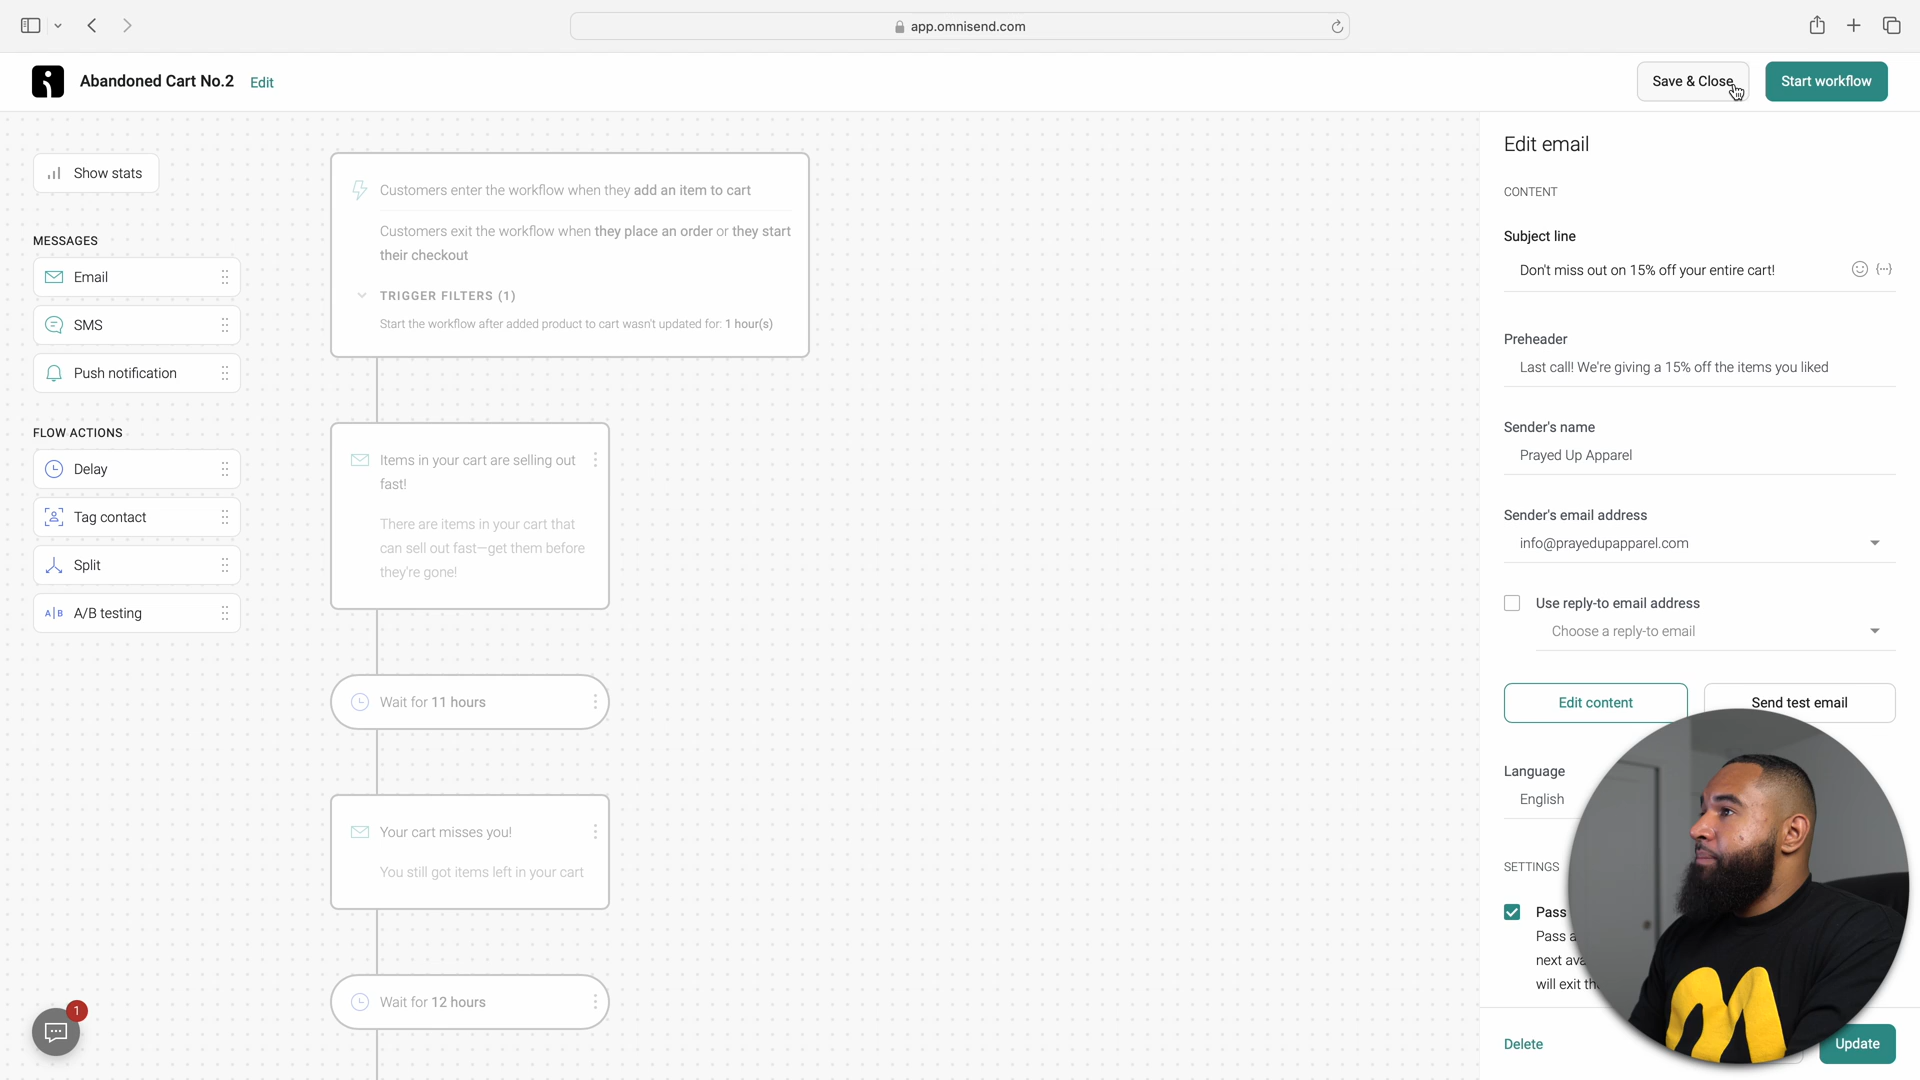 app.omnisend.com
Abandoned Cart No.2
Edit
Save & Close
Start workflow
Show stats
MESSAGES
Email
SMS
Push notification
FLOW ACTIONS
Delay
Tag contact
Split
A|B A/B testing
Customers enter the workflow when they add an item to cart
Customers exit the workflow when they place an order or they start
their checkout
TRIGGER FILTERS (1)
Start the workflow after added product to cart wasn't updated for: 1 hour(s)
Items in your cart are selling out
fast!
There are items in your cart that
can sell out fast—get them before
they're gone!
Wait for 11 hours
Your cart misses you!
You still got items left in your cart
Wait for 12 hours
1
Edit email
CONTENT
Subject line
Don't miss out on 15% off your entire cart!
Preheader
Last call! We're giving a 15% off the items you liked
Sender's name
Prayed Up Apparel
Sender's email address
info@prayedupapparel.com
Use reply-to email address
Choose a reply-to email
Edit content
Send test email
Language
English
SETTINGS
Pass
Pass a
next ava
will exit th
Delete
Update